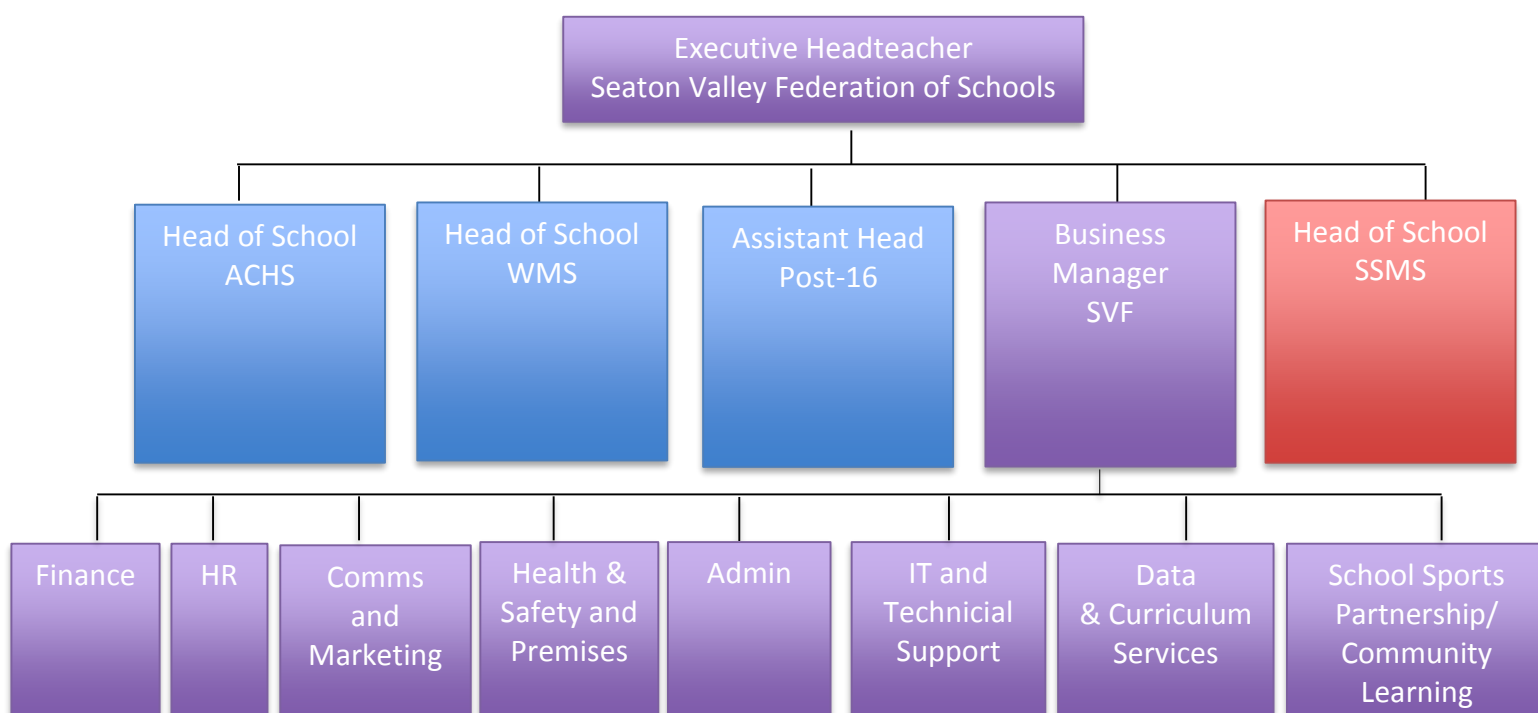 Executive Headteacher
Seaton Valley Federation of Schools
Head of School
ACHS
Head of School
WMS
Assistant Head
Post-16
Business
Manager
SVF
Head of School
SSMS
Finance
HR
Comms
and
Marketing
Health &
Safety and
Premises
Admin
IT and
Technicial
Support
Data
& Curriculum
Services
School Sports
Partnership/
Community
Learning